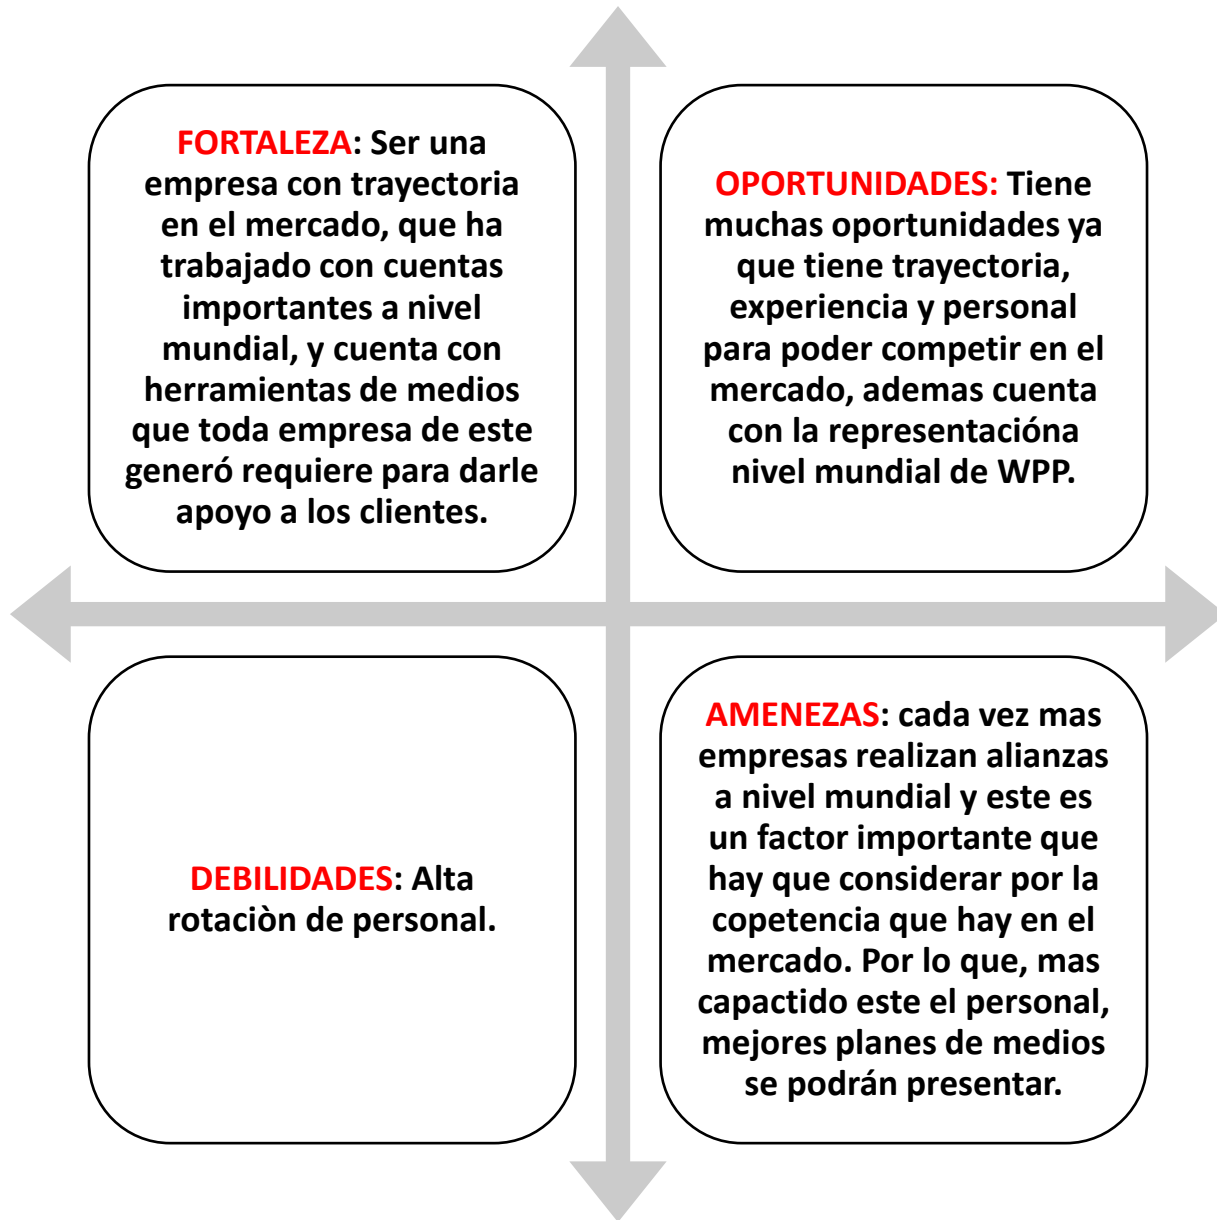 FORTALEZA: Ser una
empresa con trayectoria
en el mercado, que ha
trabajado con cuentas
importantes a nivel
mundial, y cuenta con
herramientas de medios
que toda empresa de este
generó requiere para darle
apoyo a los clientes.
OPORTUNIDADES: Tiene
muchas oportunidades ya
que tiene trayectoria,
experiencia y personal
para poder competir en el
mercado, ademas cuenta
con la representacióna
nivel mundial de WPP.
DEBILIDADES: Alta
rotaciòn de personal.
AMENEZAS: cada vez mas
empresas realizan alianzas
a nivel mundial y este es
un factor importante que
hay que considerar por la
copetencia que hay en el
mercado. Por lo que, mas
capactido este el personal,
mejores planes de medios
se podrán presentar.